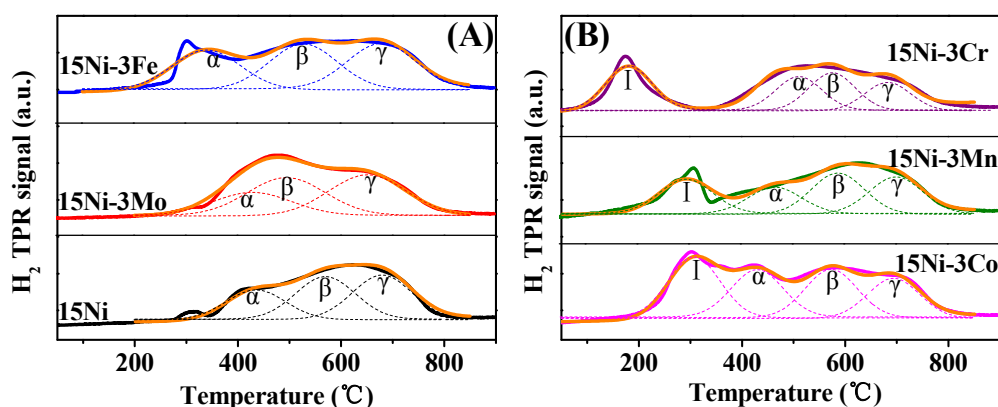 (A)
H2 TPR signal (a.u.)
15Ni-3Fe
α
β
γ
15Ni-3Mo
α
β
γ
15Ni
α
β
γ
200 400 600 800
Temperature (℃)
(B)
H2 TPR signal (a.u.)
15Ni-3Cr
I
α
β
γ
15Ni-3Mn
I
α
β
γ
15Ni-3Co
I
α
β
γ
200 400 600 800
Temperature (℃)